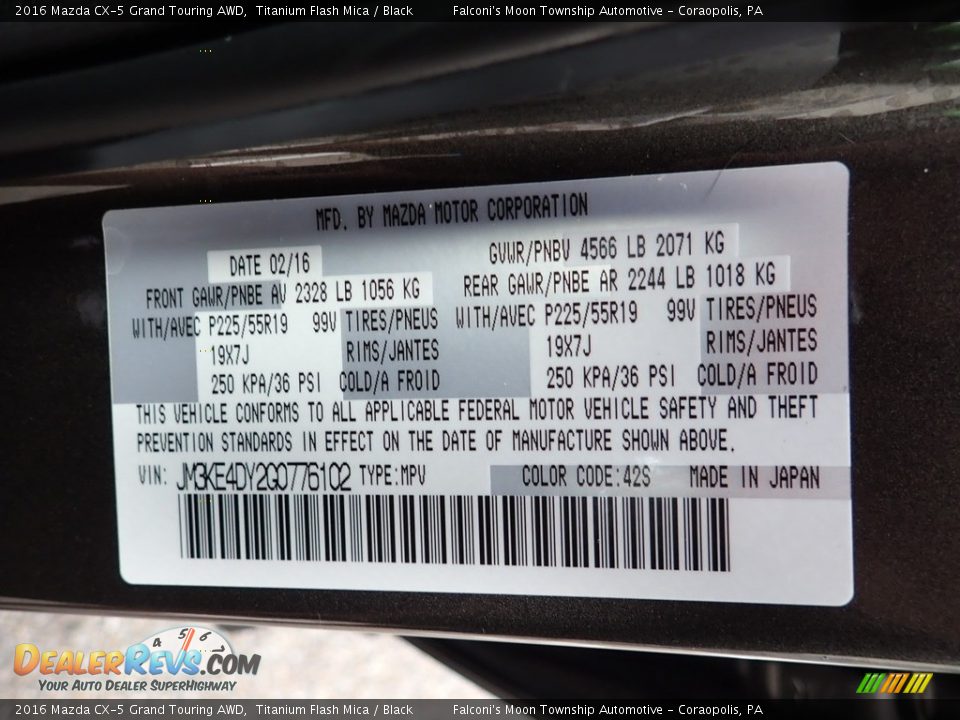 2016 Mazda CX-5 Grand Touring AWD, Titanium Flash Mica / Black Falconi's Moon Township Automotive - Coraopolis, PA
MFD. BY MAZDA MOTOR CORPORATION
DATE 02/16 GVWR/PNBV 4566 LB 2071 KG
FRONT GAWR/PNBE AV 2328 LB 1056 KG REAR GAWR/PNBE AR 2244 LB 1018 KG
WITH/AVEC P225/55R19 99V TIRES/PNEUS WITH/AVEC P225/55R19 99V TIRES/PNEUS
19X7J RIMS/JANTES 19X7J RIMS/JANTES
250 KPA/36 PSI COLD/A FROID 250 KPA/36 PSI COLD/A FROID
THIS VEHICLE CONFORMS TO ALL APPLICABLE FEDERAL MOTOR VEHICLE SAFETY AND THEFT
PREVENTION STANDARDS IN EFFECT ON THE DATE OF MANUFACTURE SHOWN ABOVE.
VIN: JM3KE4DY2G0776102 TYPE:MPV COLOR CODE:42S MADE IN JAPAN
4 5 6
DEALERREVS.COM
YOUR AUTO DEALER SUPERHIGHWAY
2016 Mazda CX-5 Grand Touring AWD, Titanium Flash Mica / Black Falconi's Moon Township Automotive - Coraopolis, PA